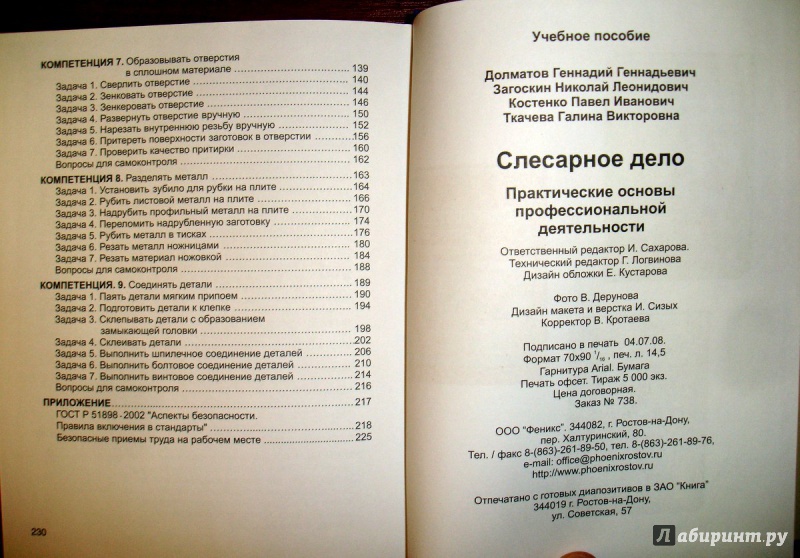 КОМПЕТЕНЦИЯ 7. Образовывать отверстия
в сплошном материале 139
Задача 1. Сверлить отверстие 140
Задача 2. Зенковать отверстие 144
Задача 3. Зенкеровать отверстие 146
Задача 4. Развернуть отверстие вручную 150
Задача 5. Нарезать внутреннюю резьбу вручную 152
Задача 6. Притереть поверхности заготовок в отверстии 156
Задача 7. Проверить качество притирки 160
Вопросы для самоконтроля 162
КОМПЕТЕНЦИЯ 8. Разделять металл 163
Задача 1. Установить зубило для рубки на плите 164
Задача 2. Рубить листовой металл на плите 166
Задача 3. Надрубить профильный металл на плите 170
Задача 4. Переломить надрубленную заготовку 174
Задача 5. Рубить металл в тисках 176
Задача 6. Резать металл ножницами 180
Задача 7. Резать материал ножовкой 184
Вопросы для самоконтроля 188
КОМПЕТЕНЦИЯ. 9. Соединять детали 189
Задача 1. Паять детали мягким припоем 190
Задача 2. Подготовить детали к клепке 194
Задача 3. Склепывать детали с образованием
замыкающей головки 198
Задача 4. Склеивать детали 202
Задача 5. Выполнить шпилечное соединение деталей 206
Задача 6. Выполнить болтовое соединение деталей 210
Задача 7. Выполнить винтовое соединение деталей 214
Вопросы для самоконтроля 216
ПРИЛОЖЕНИЕ 217
ГОСТ Р 51898 - 2002 "Аспекты безопасности.
Правила включения в стандарты" 218
Безопасные приемы труда на рабочем месте 225
230
Учебное пособие
Долматов Геннадий Геннадьевич
Загоскин Николай Леонидович
Костенко Павел Иванович
Ткачева Галина Викторовна
Слесарное дело
Практические основы
профессиональной
деятельности
Ответственный редактор И. Сахарова.
Технический редактор Г. Логвинова
Дизайн обложки Е. Кустарова
Фото В. Дерунова
Дизайн макета и верстка И. Сизых
Корректор В. Кротаева
Подписано в печать 04.07.08.
Формат 70x90 1/16, печ. л. 14,5
Гарнитура Arial. Бумага
Печать офсет. Тираж 5 000 экз.
Цена договорная.
Заказ № 738.
ООО "Феникс". 344082, г. Ростов-на-Дону,
пер. Халтуринский, 80.
Тел. / факс 8-(863)-261-89-50, тел. 8-(863)-261-89-76,
e-mail: office@phoenixrostov.ru
http://www.phoenixrostov.ru
Отпечатано с готовых диапозитивов в ЗАО "Книга"
344019 г. Ростов-на-Дону,
ул. Советская, 57
Лабиринт.ру